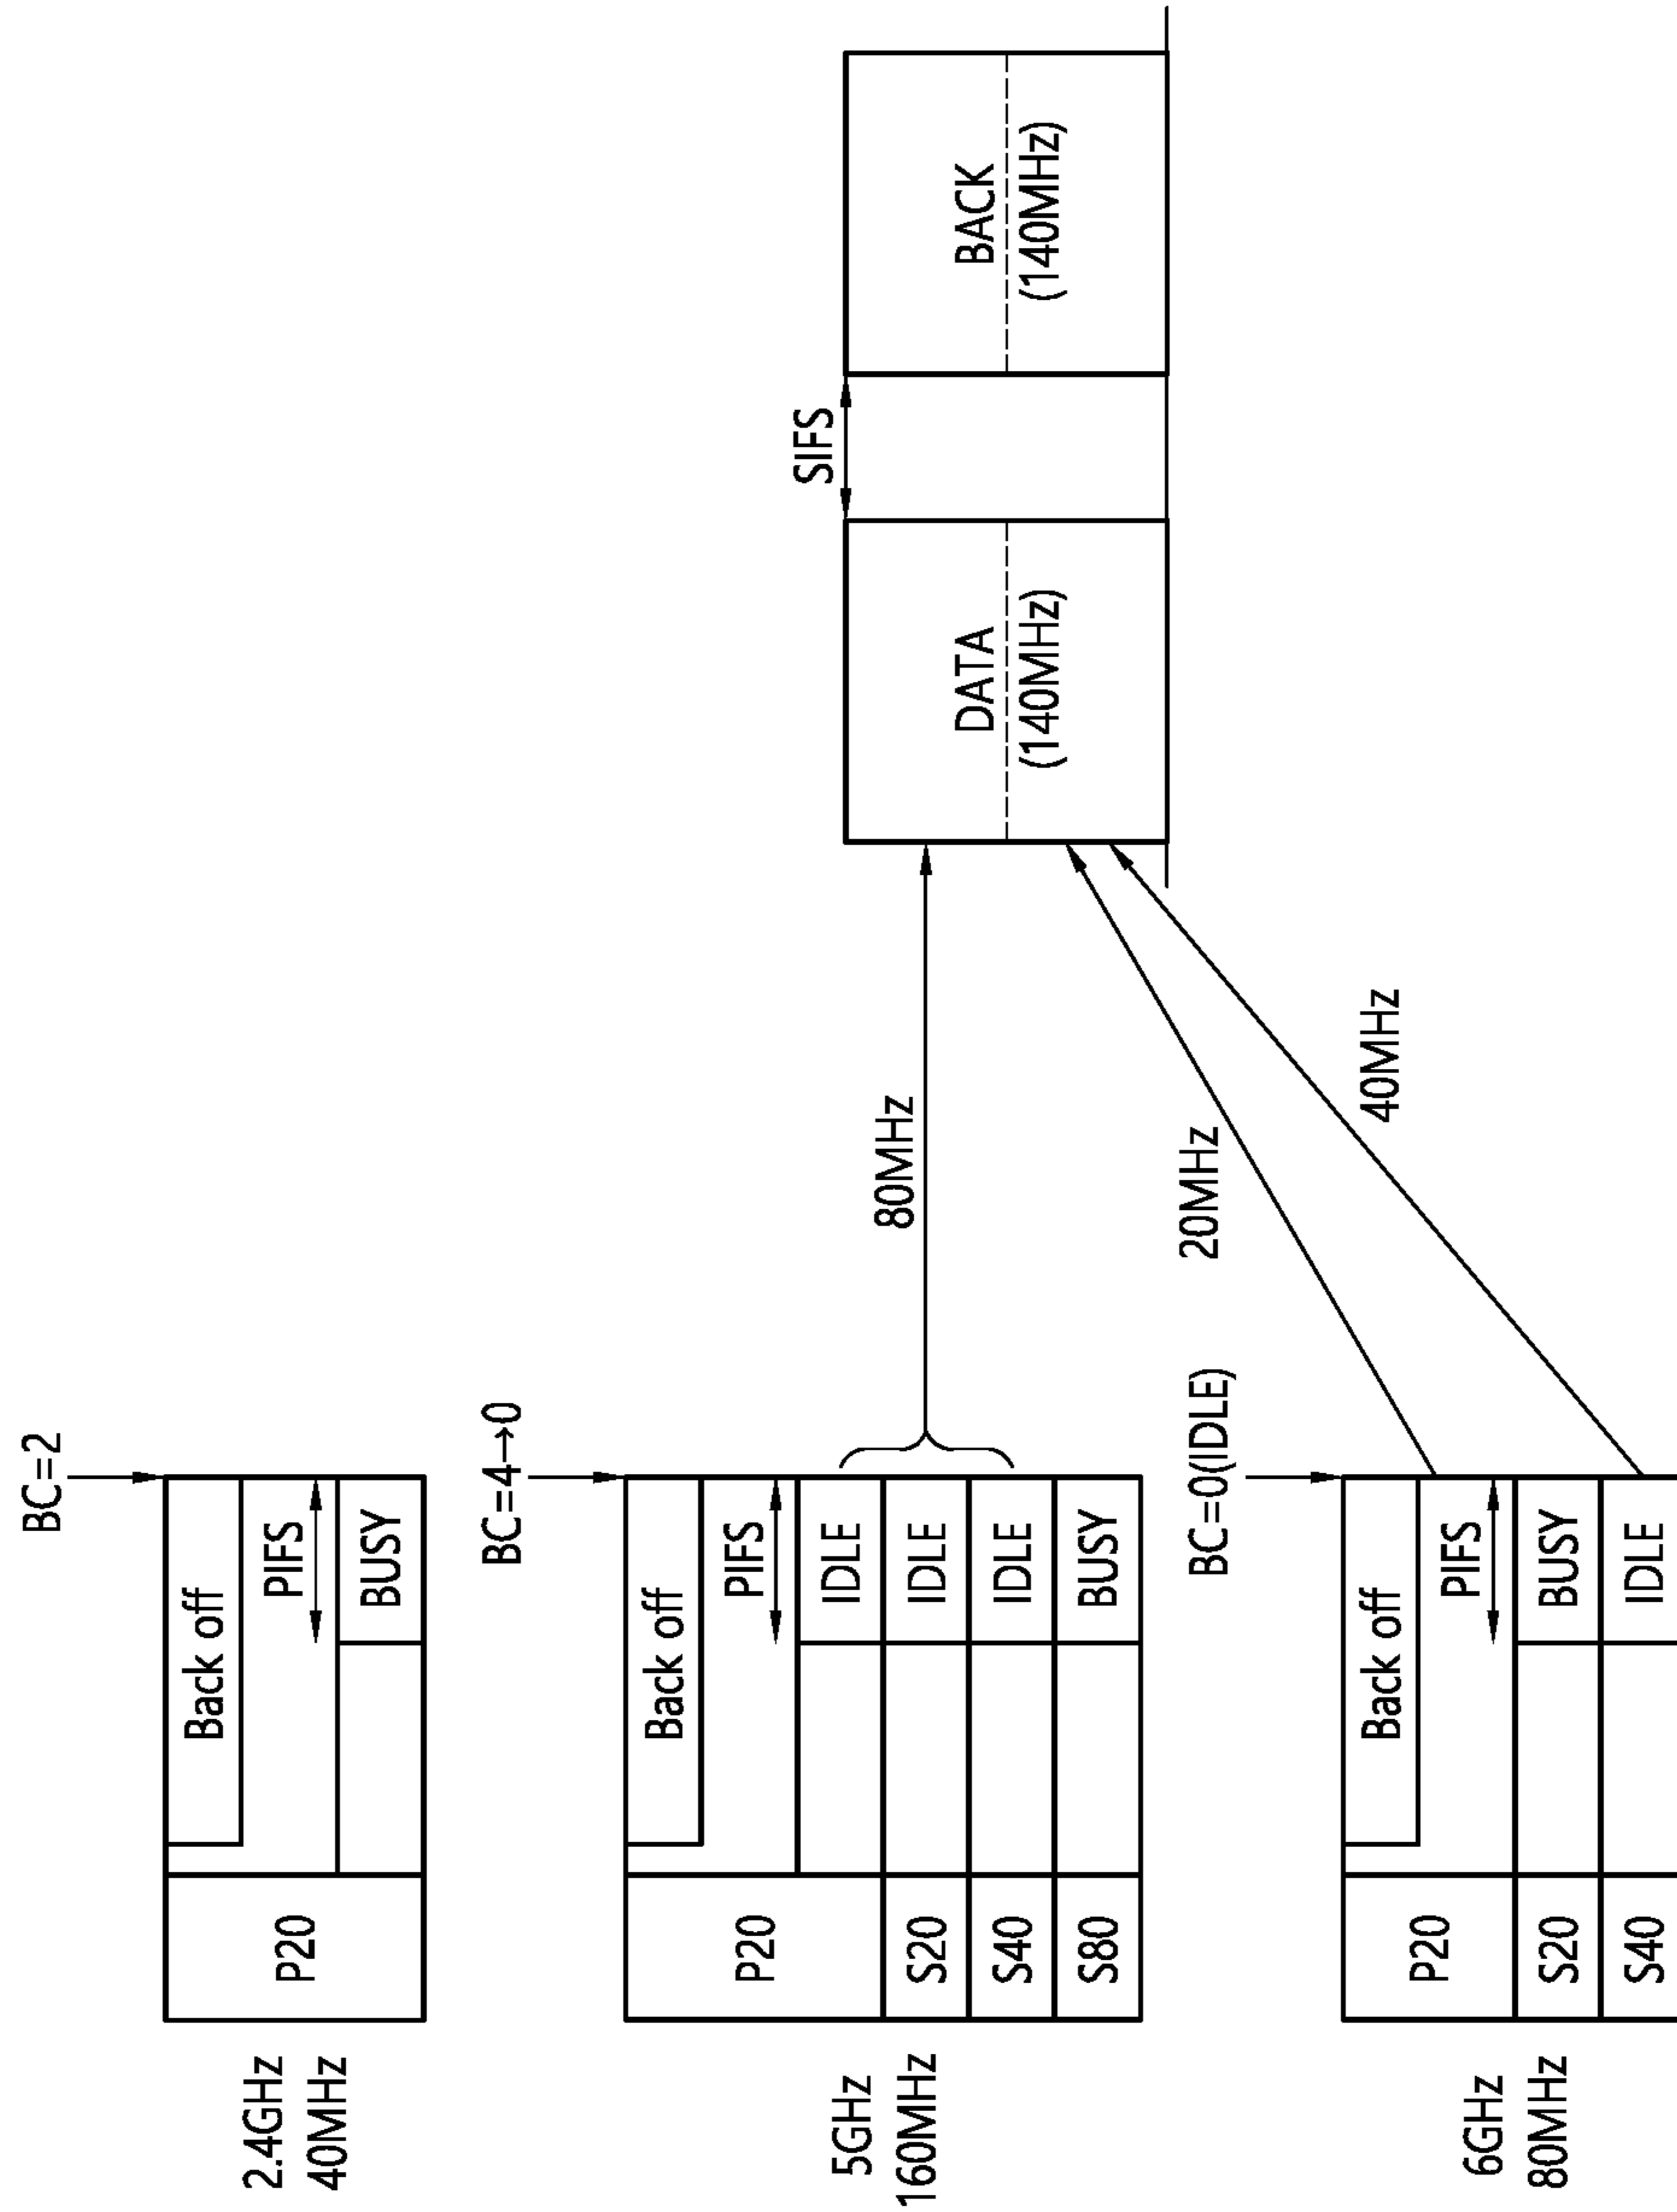 BC=2
2.4GHz
40MHz
P20
Back off
PIFS
BUSY
BC=4→0
5GHz
160MHz
P20
Back off
PIFS
IDLE
S20
IDLE
S40
IDLE
S80
BUSY
80MHz
SIFS
DATA
(140MHz)
BACK
(140MHz)
BC=0(IDLE)
6GHz
80MHz
P20
Back off
PIFS
S20
BUSY
S40
IDLE
20MHz
40MHz